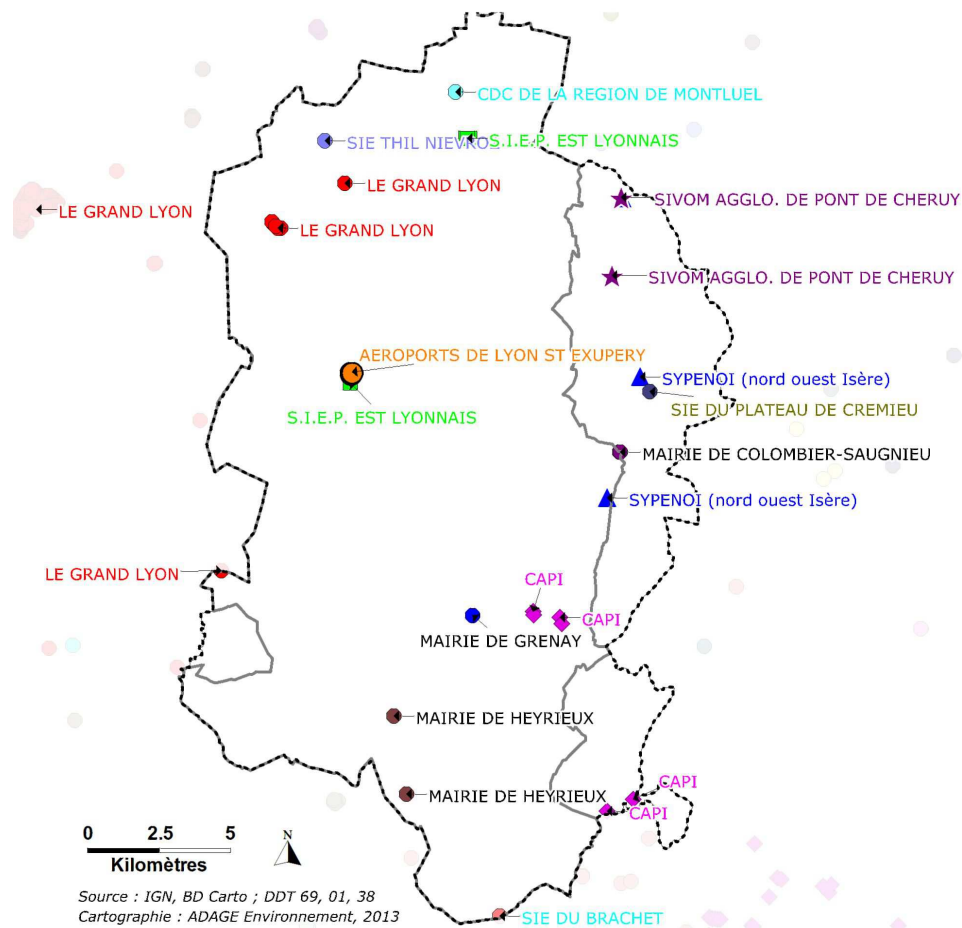 CDC DE LA REGION DE MONTLUEL
SIE THIL NIEVRO
S.I.E.P. EST LYONNAIS
LE GRAND LYON
SIVOM AGGLO. DE PONT DE CHERUY
LE GRAND LYON
LE GRAND LYON
SIVOM AGGLO. DE PONT DE CHERUY
AEROPORTS DE LYON ST EXUPERY
SYPENOI (nord ouest Isère)
S.I.E.P. EST LYONNAIS
SIE DU PLATEAU DE CREMIEU
MAIRIE DE COLOMBIER-SAUGNIEU
SYPENOI (nord ouest Isère)
LE GRAND LYON
CAPI
CAPI
MAIRIE DE GRENAY
MAIRIE DE HEYRIEUX
CAPI
MAIRIE DE HEYRIEUX
CAPI
0 2.5 5
Kilomètres
N
Source : IGN, BD Carto ; DDT 69, 01, 38
Cartographie : ADAGE Environnement, 2013
SIE DU BRACHET